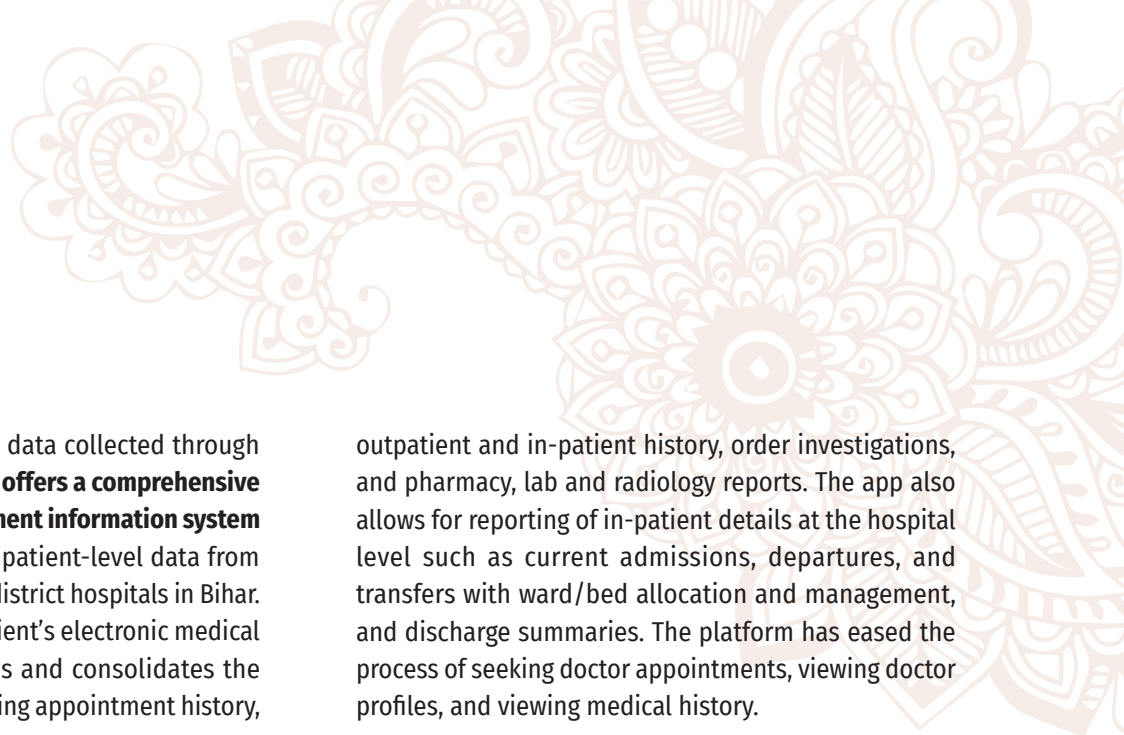 data collected through
offers a comprehensive
information system
patient-level data from
district hospitals in Bihar.
electronic medical
and consolidates the
appointment history,
outpatient and in-patient history, order investigations,
and pharmacy, lab and radiology reports. The app also
allows for reporting of in-patient details at the hospital
level such as current admissions, departures, and
transfers with ward/bed allocation and management,
and discharge summaries. The platform has eased the
process of seeking doctor appointments, viewing doctor
profiles, and viewing medical history.